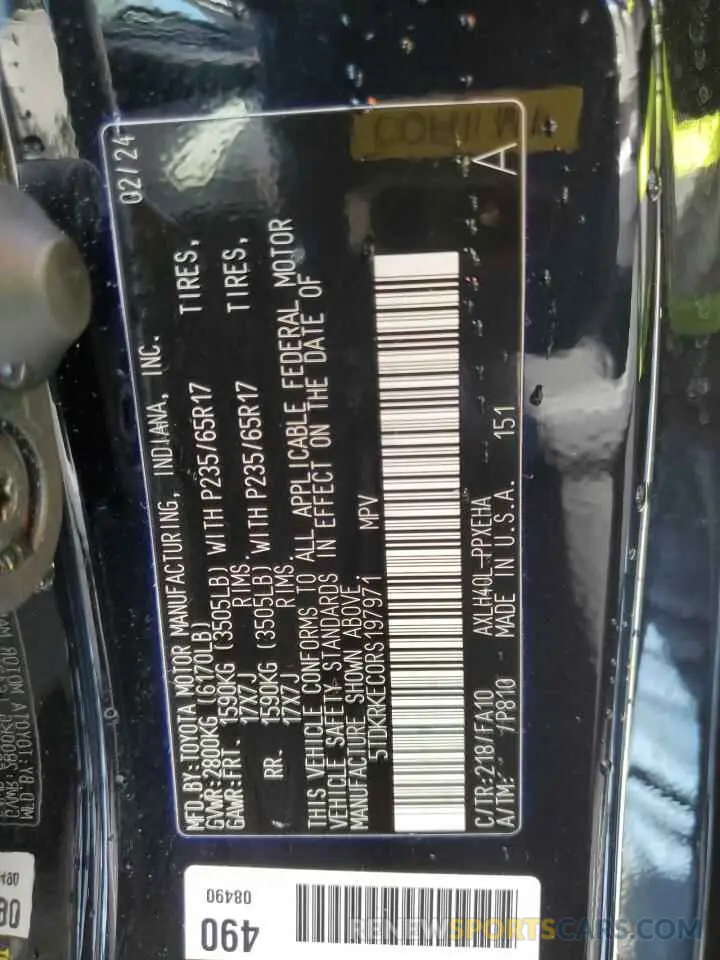 MFD.BY:TOYOTA MOTOR MANUFACTURING, INDIANA, INC. 02/24
GVWR:2800KG (6170LB)
GAWR:FRT. 1590KG (3505LB) WITH P235/65R17 TIRES,
17X7J RIMS.
RR. 1590KG (3505LB) WITH P235/65R17 TIRES,
17X7J RIMS.
THIS VEHICLE CONFORMS TO ALL APPLICABLE FEDERAL MOTOR
VEHICLE SAFETY STANDARDS IN EFFECT ON THE DATE OF
MANUFACTURE SHOWN ABOVE.
5TDKRKEC0RS197971 MPV
C/TR:218/FA10 AXLH40L-PPXEHA
A/TM: /P810 MADE IN U.S.A. 151 A
490
08490
RENEWSPORTS-CAR.COM